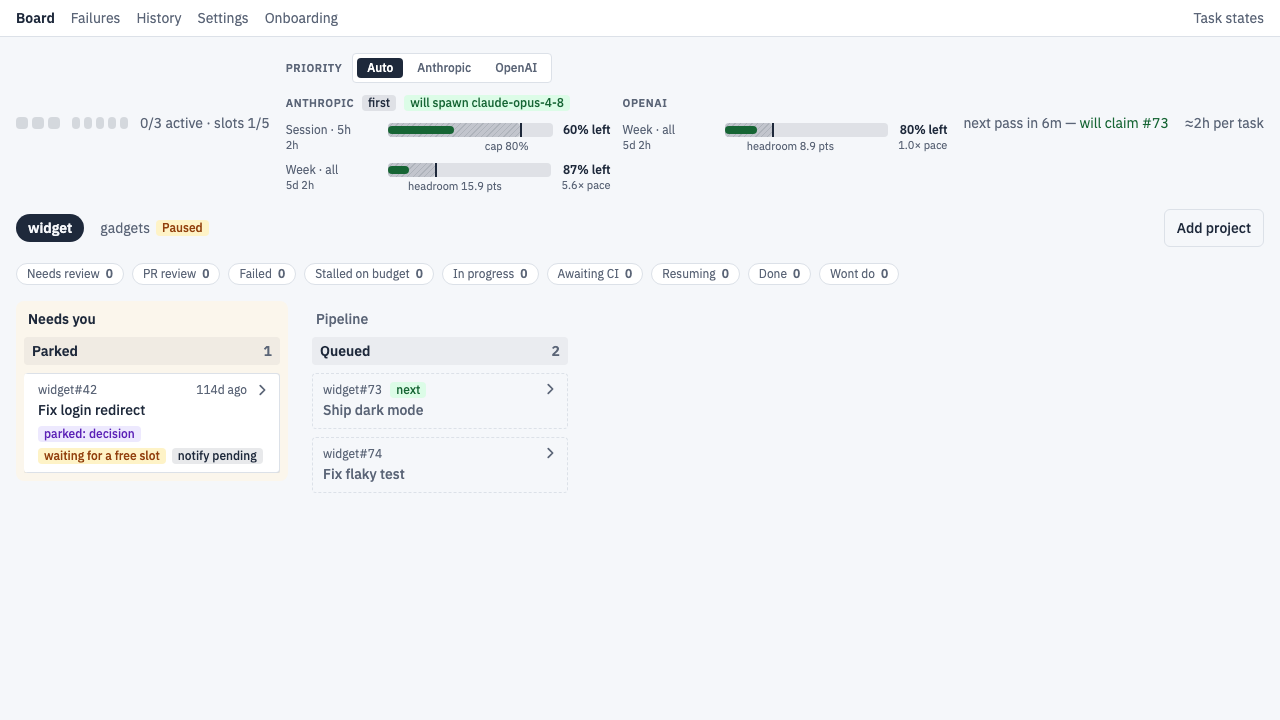 Board Failures History Settings Onboarding Task states
PRIORITY Auto Anthropic OpenAI
0/3 active · slots 1/5
ANTHROPIC first will spawn claude-opus-4-8
Session · 5h 60% left
2h cap 80%
Week · all 87% left
5d 2h headroom 15.9 pts 5.6× pace
OPENAI
Week · all 80% left
5d 2h headroom 8.9 pts 1.0× pace
next pass in 6m — will claim #73 ≈2h per task
widget gadgets Paused Add project
Needs review 0 PR review 0 Failed 0 Stalled on budget 0 In progress 0 Awaiting CI 0 Resuming 0 Done 0 Wont do 0
Needs you
Parked 1
widget#42 114d ago
Fix login redirect
parked: decision
waiting for a free slot notify pending
Pipeline
Queued 2
widget#73 next
Ship dark mode
widget#74
Fix flaky test